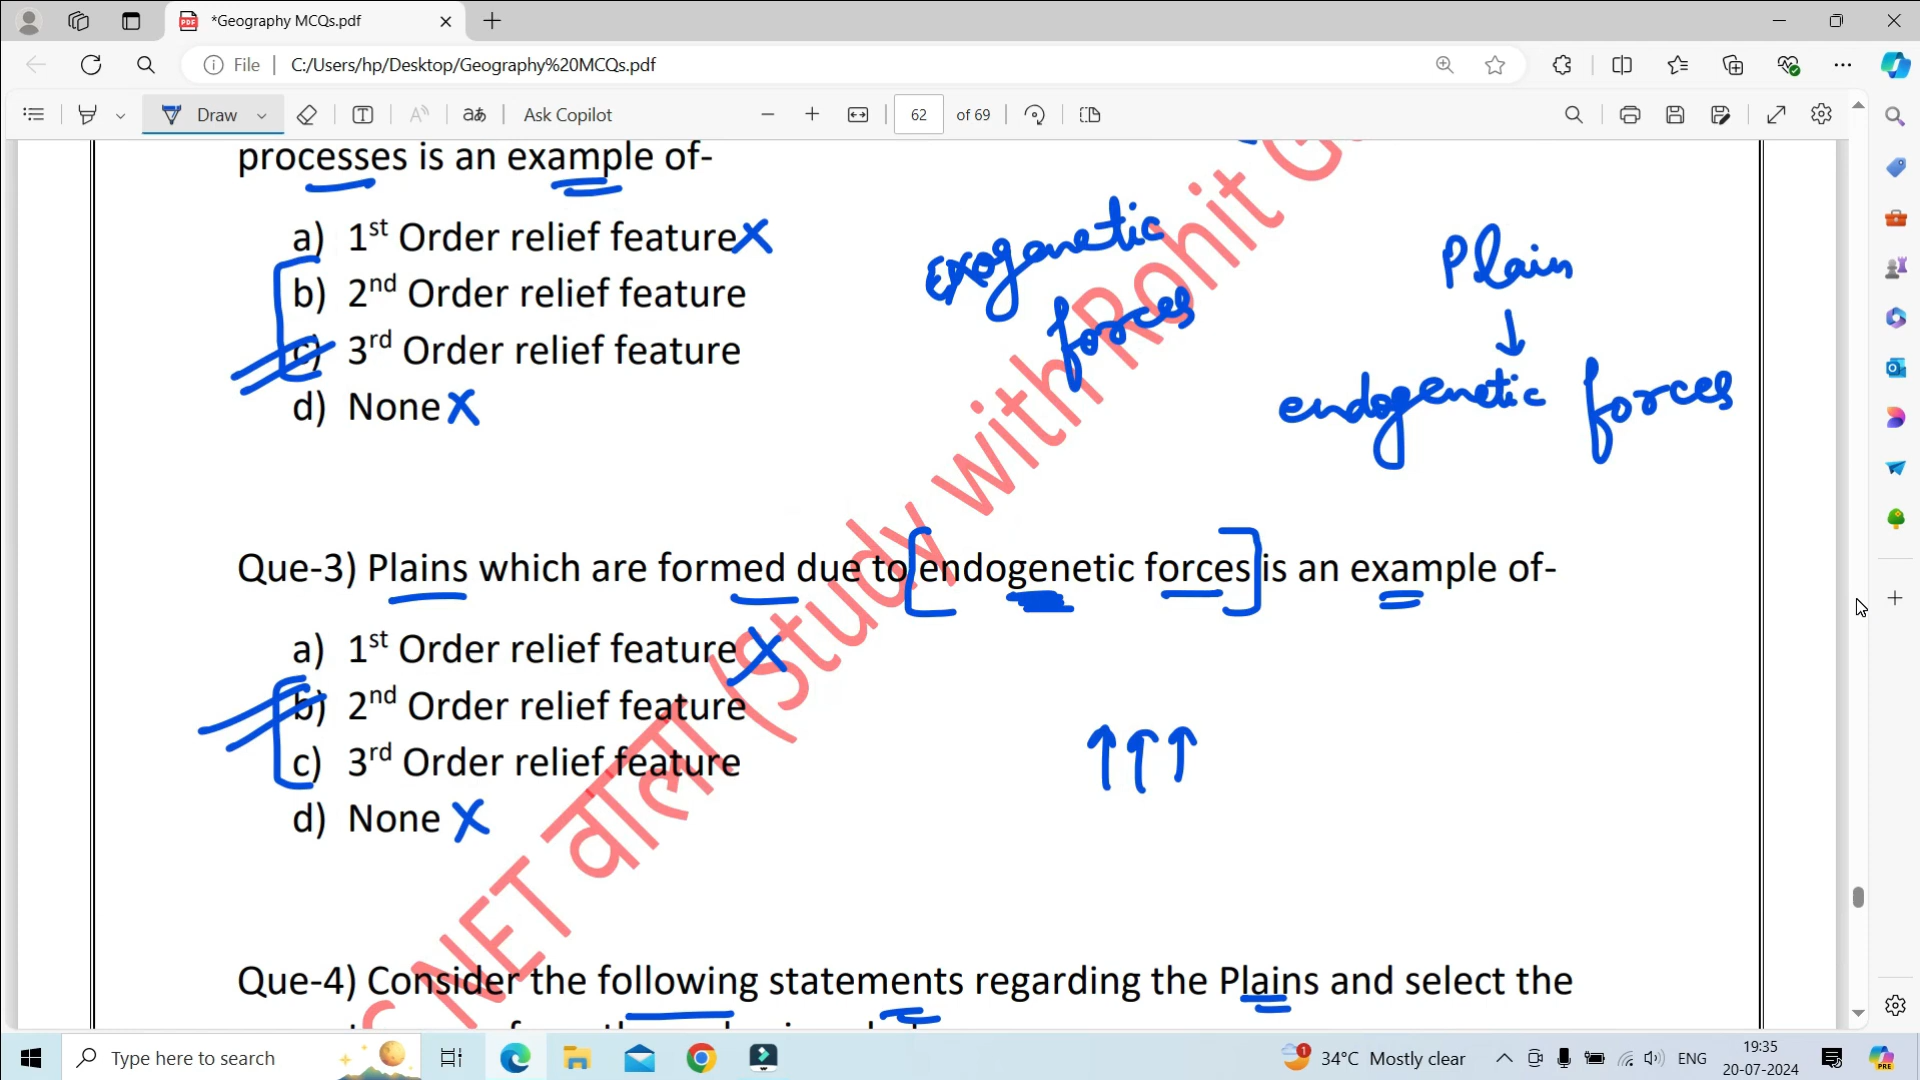 *Geography MCQs.pdf
File C:/Users/hp/Desktop/Geography%20MCQs.pdf
Draw Ask Copilot 62 of 69
processes is an example of-
a) 1st Order relief feature X
b) 2nd Order relief feature
c) 3rd Order relief feature
d) None X
Exogenetic
forces
Plain
endogenetic forces
Que-3) Plains which are formed due to [endogenetic forces] is an example of-
a) 1st Order relief feature X
b) 2nd Order relief feature
c) 3rd Order relief feature
d) None X
NET वाला (Study with Rohit
Que-4) Consider the following statements regarding the Plains and select the
Type here to search
1 34°C Mostly clear ENG 19:35
20-07-2024